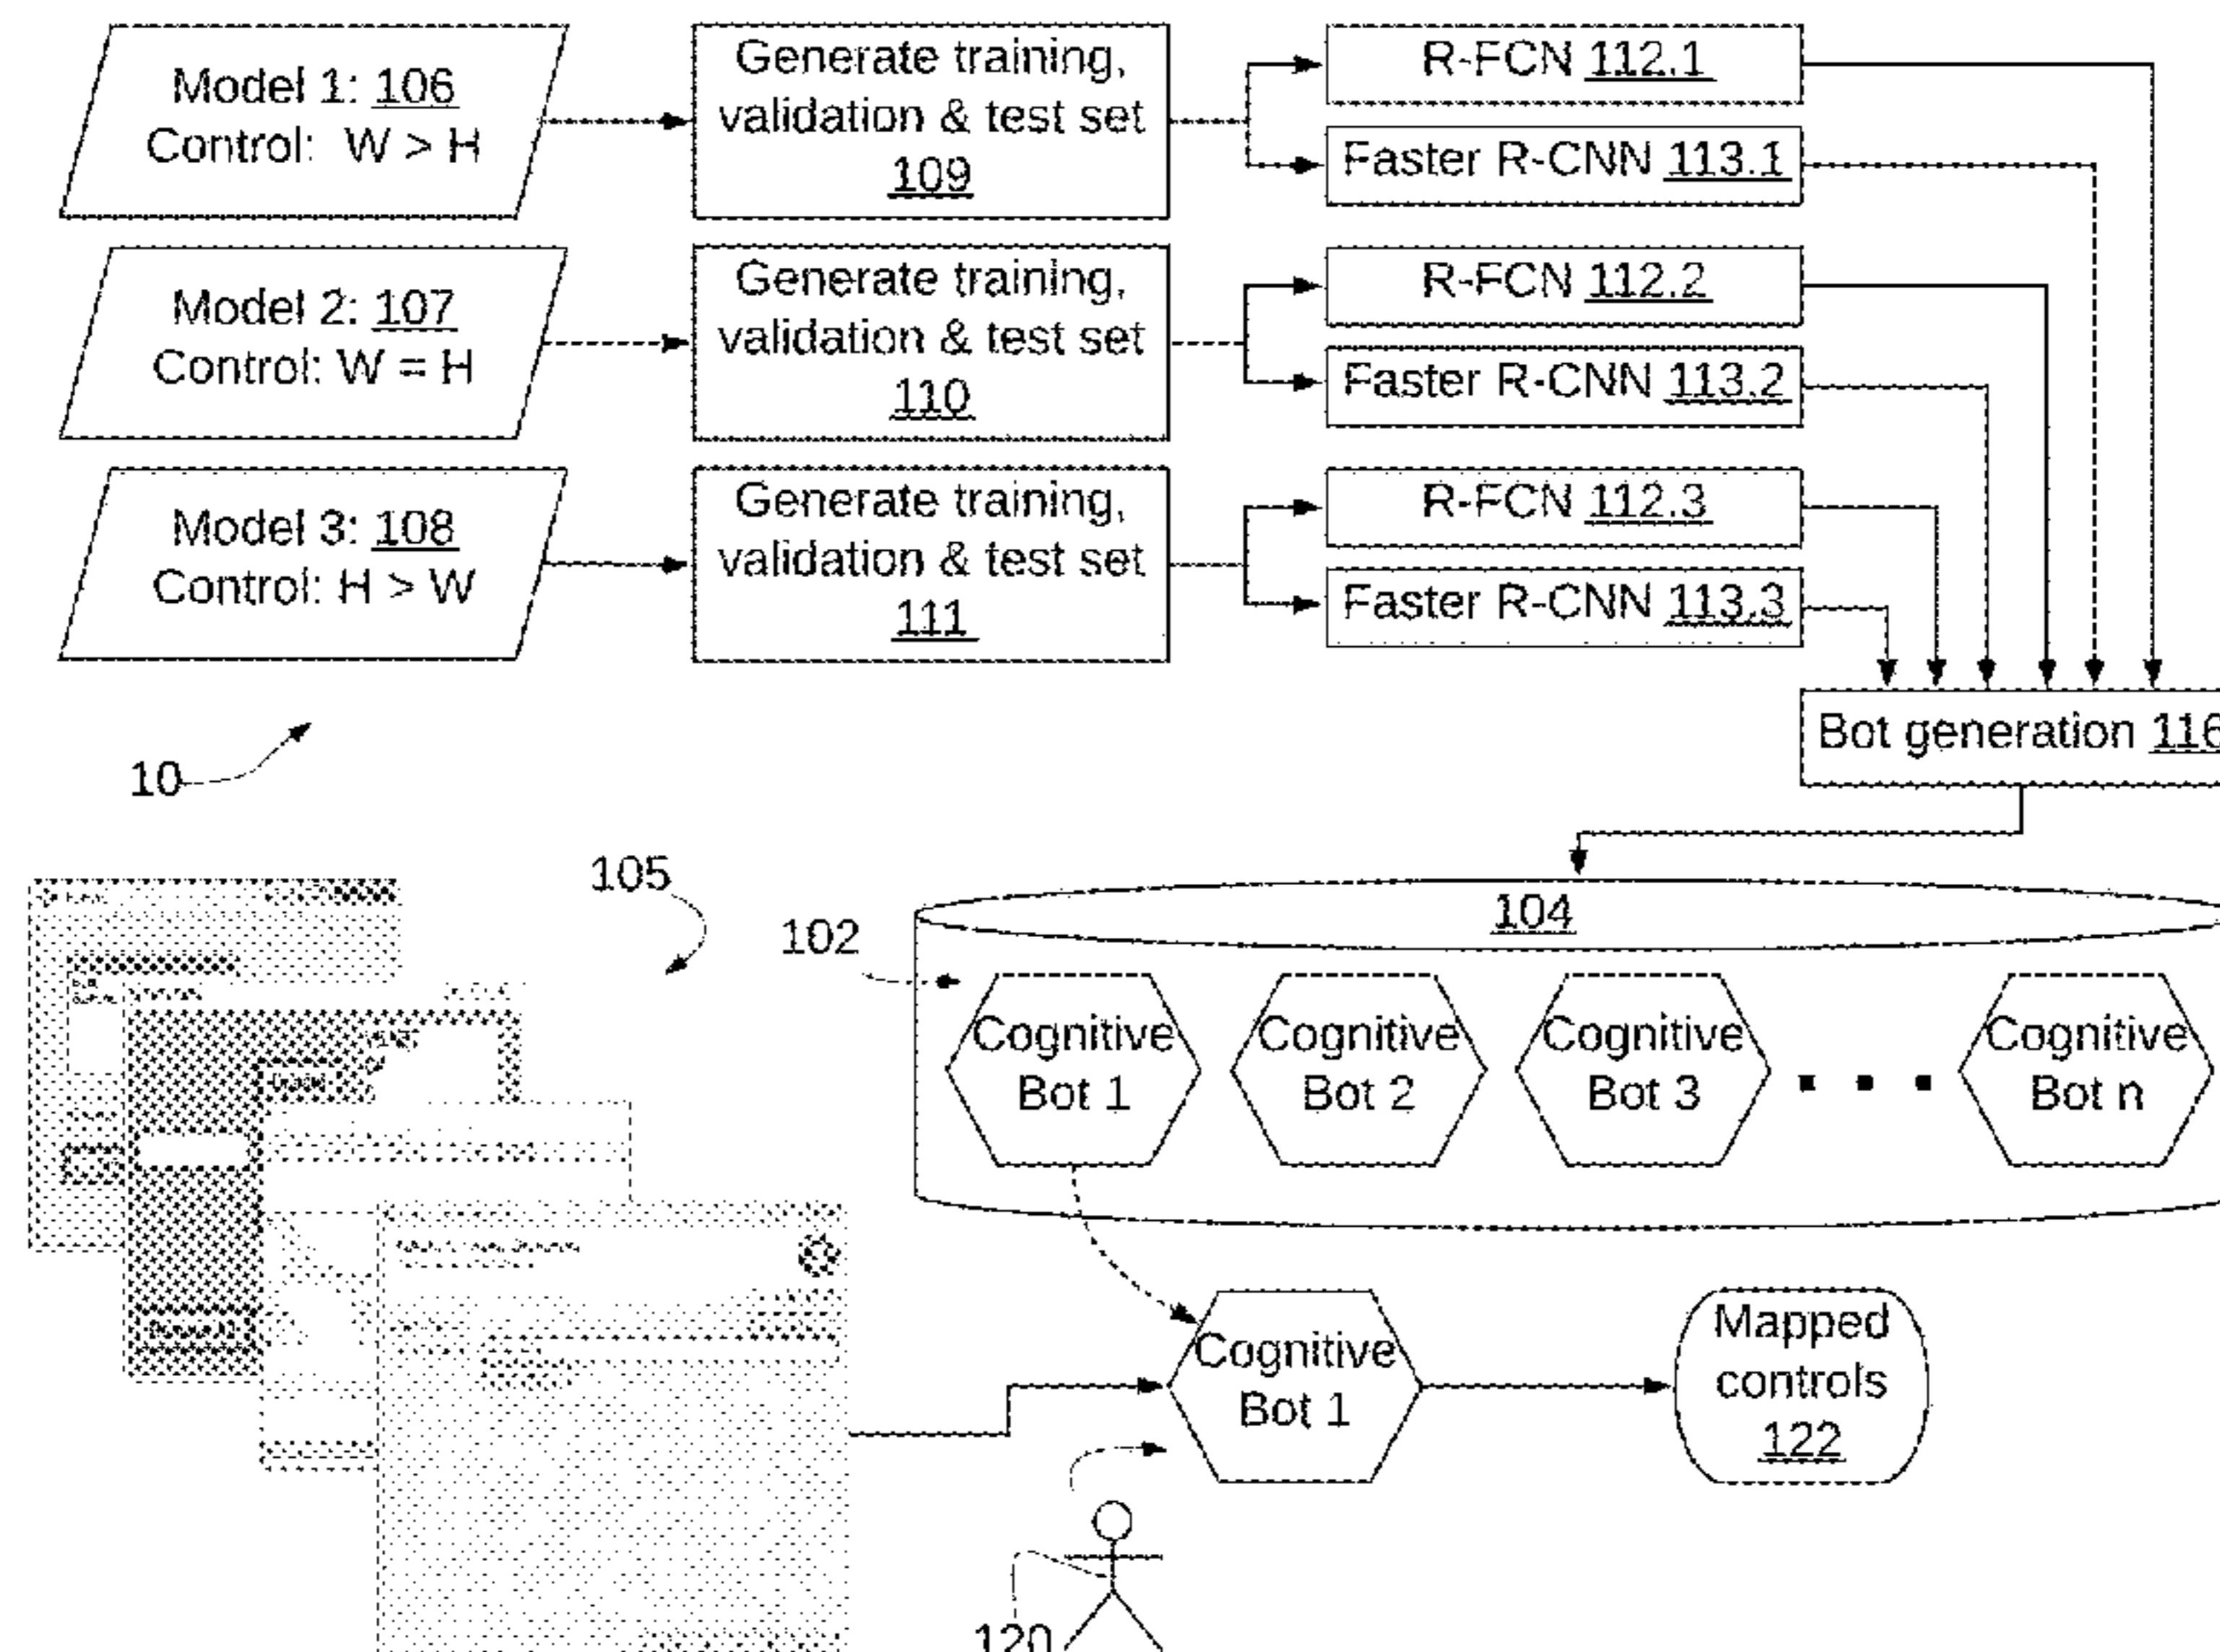 Model 1: 106
Control: W > H
Generate training,
validation & test set
109
R-FCN 112.1
Faster R-CNN 113.1
Model 2: 107
Control: W = H
Generate training,
validation & test set
110
R-FCN 112.2
Faster R-CNN 113.2
Model 3: 108
Control: H > W
Generate training,
validation & test set
111
R-FCN 112.3
Faster R-CNN 113.3
Bot generation 116
10
105
102
104
Cognitive
Bot 1
Cognitive
Bot 2
Cognitive
Bot 3
Cognitive
Bot n
Cognitive
Bot 1
Mapped
controls
122
120